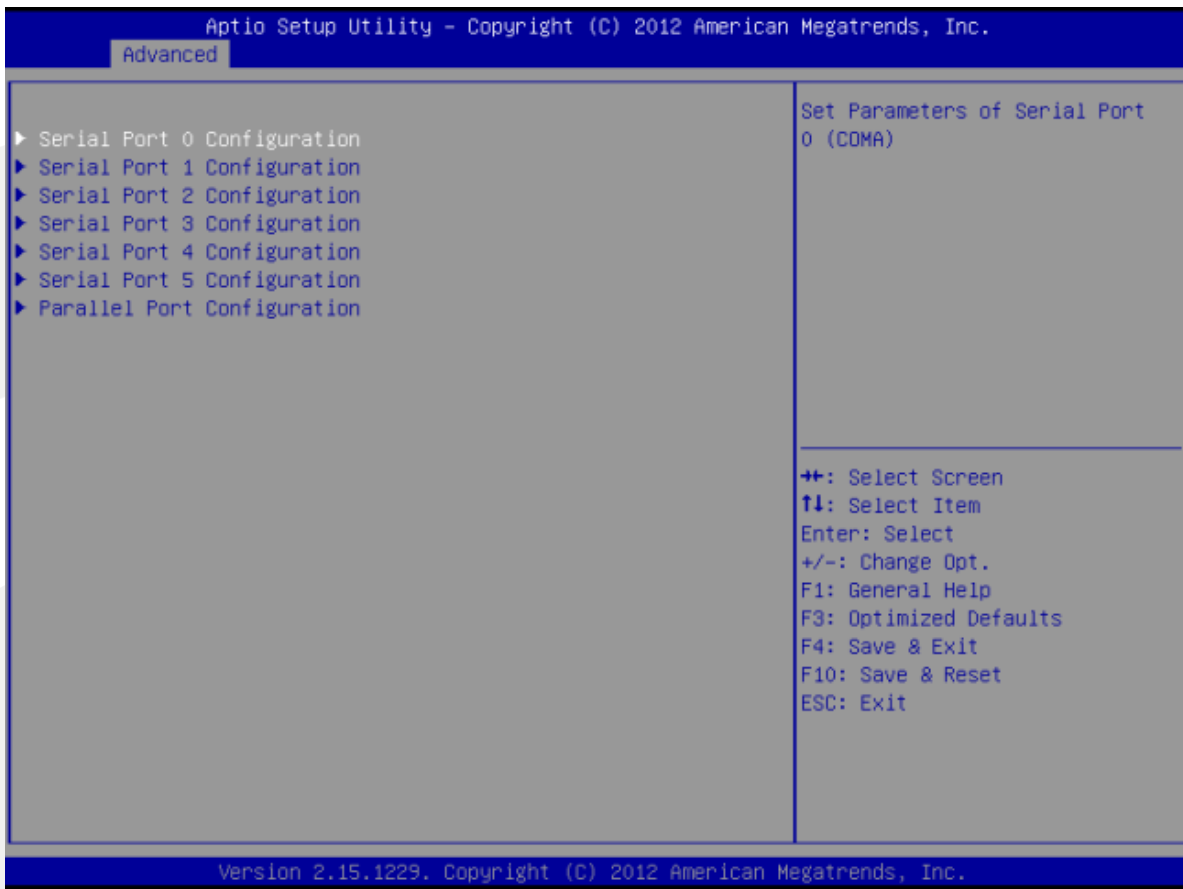 Aptio Setup Utility – Copyright (C) 2012 American Megatrends, Inc.
Advanced
▶ Serial Port 0 Configuration
▶ Serial Port 1 Configuration
▶ Serial Port 2 Configuration
▶ Serial Port 3 Configuration
▶ Serial Port 4 Configuration
▶ Serial Port 5 Configuration
▶ Parallel Port Configuration
Set Parameters of Serial Port
0 (COMA)
→←: Select Screen
↑↓: Select Item
Enter: Select
+/-: Change Opt.
F1: General Help
F3: Optimized Defaults
F4: Save & Exit
F10: Save & Reset
ESC: Exit
Version 2.15.1229. Copyright (C) 2012 American Megatrends, Inc.